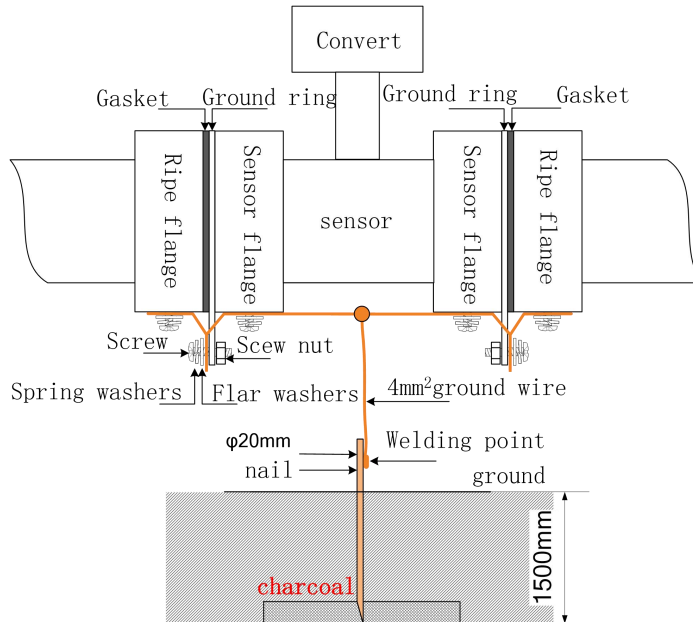 Convert
Gasket
Ground ring
Ground ring
Gasket
Ripe flange
Sensor flange
sensor
Sensor flange
Ripe flange
Screw
Scew nut
Spring washers
Flar washers
4mm²ground wire
φ20mm
Welding point
nail
ground
charcoal
1500mm